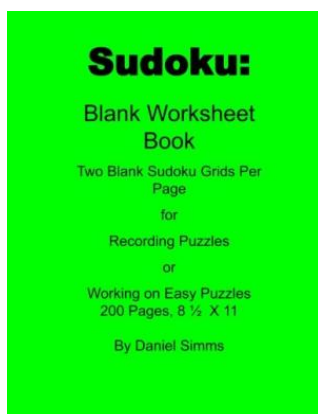 Sudoku:
Blank Worksheet
Book
Two Blank Sudoku Grids Per
Page
for
Recording Puzzles
or
Working on Easy Puzzles
200 Pages, 8 ½ X 11
By Daniel Simms